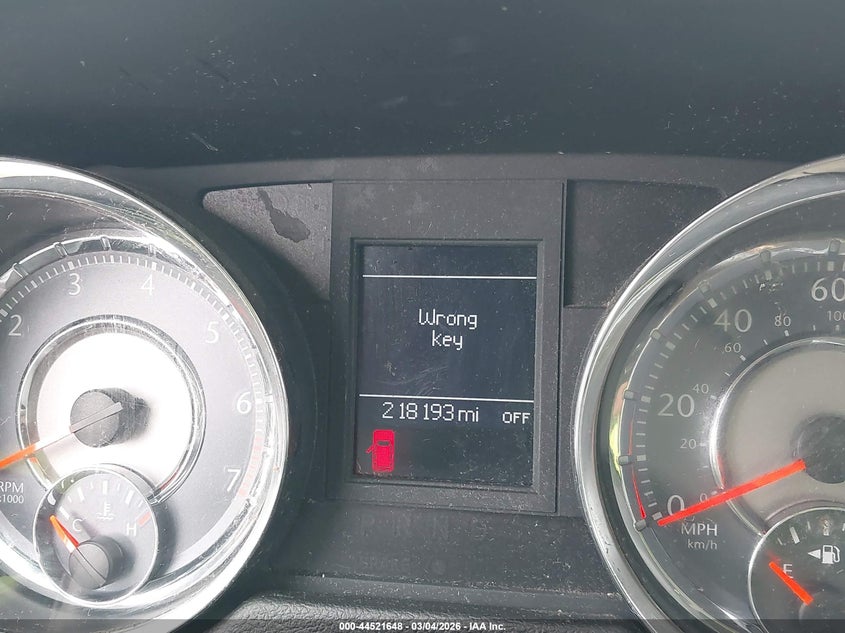 Wrong
key
218193 mi OFF
2 3 4 5 6 7
RPM
x1000
C H
0 20 40 60
20 40 60 80 100
MPH
km/h
E
000-44521648 - 03/04/2026 - IAA Inc.